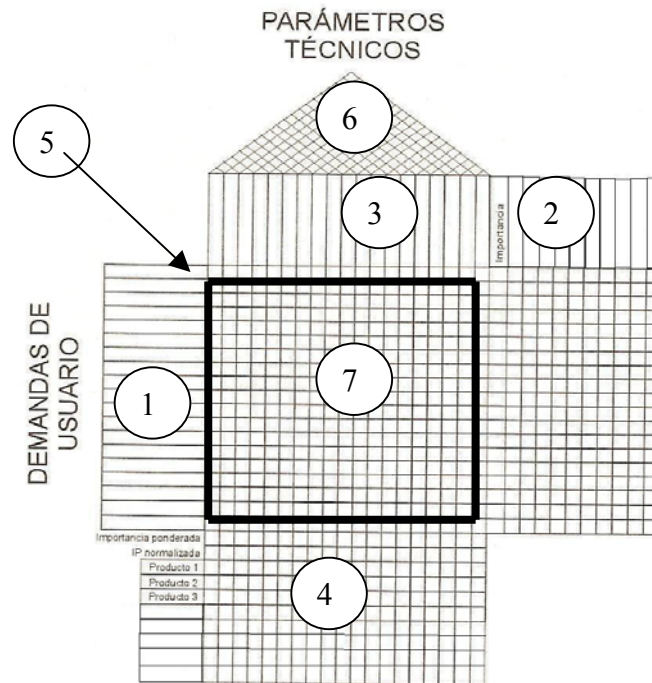 PARÁMETROS
TÉCNICOS
6
5
3
Importancia
2
DEMANDAS DE
USUARIO
1
7
Importancia ponderada
IP normalizada
Producto 1
Producto 2
Producto 3
4